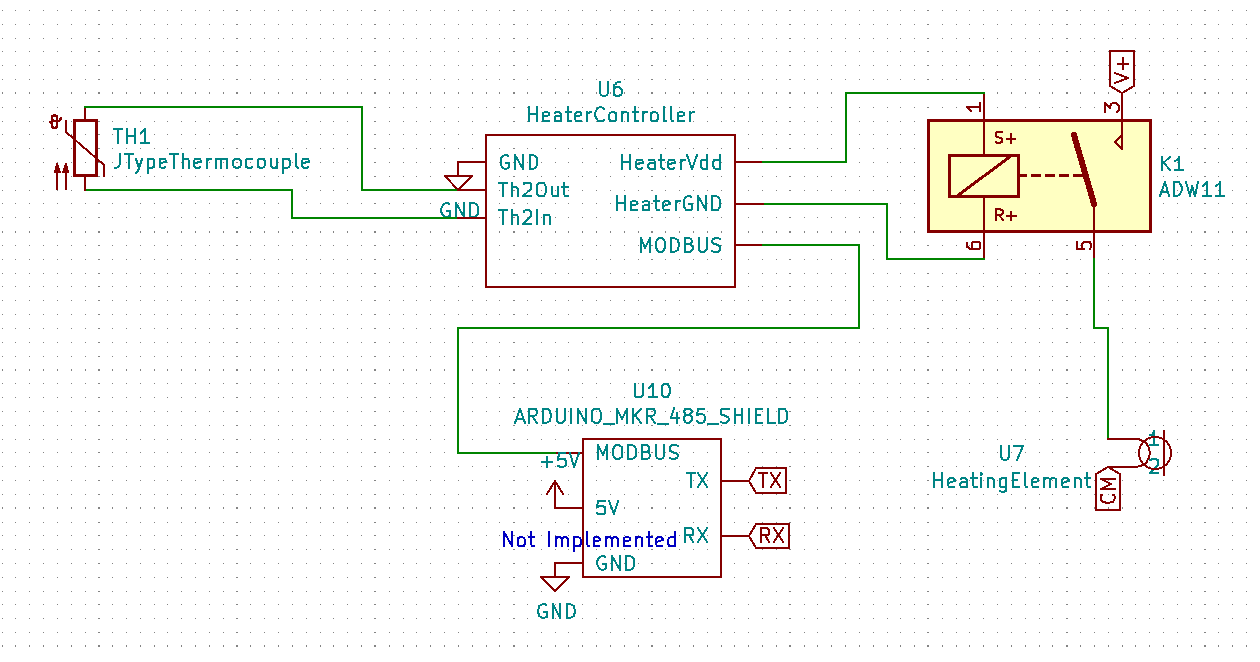 U6
HeaterController
TH1
JTypeThermocouple
GND
Th2Out
Th2In
GND
HeaterVdd
HeaterGND
MODBUS
V+
1
3
S+
R+
6
5
K1
ADW11
U10
ARDUINO_MKR_485_SHIELD
MODBUS
+5V
TX
TX
5V
Not Implemented
RX
RX
GND
GND
U7
HeatingElement
1
2
CM